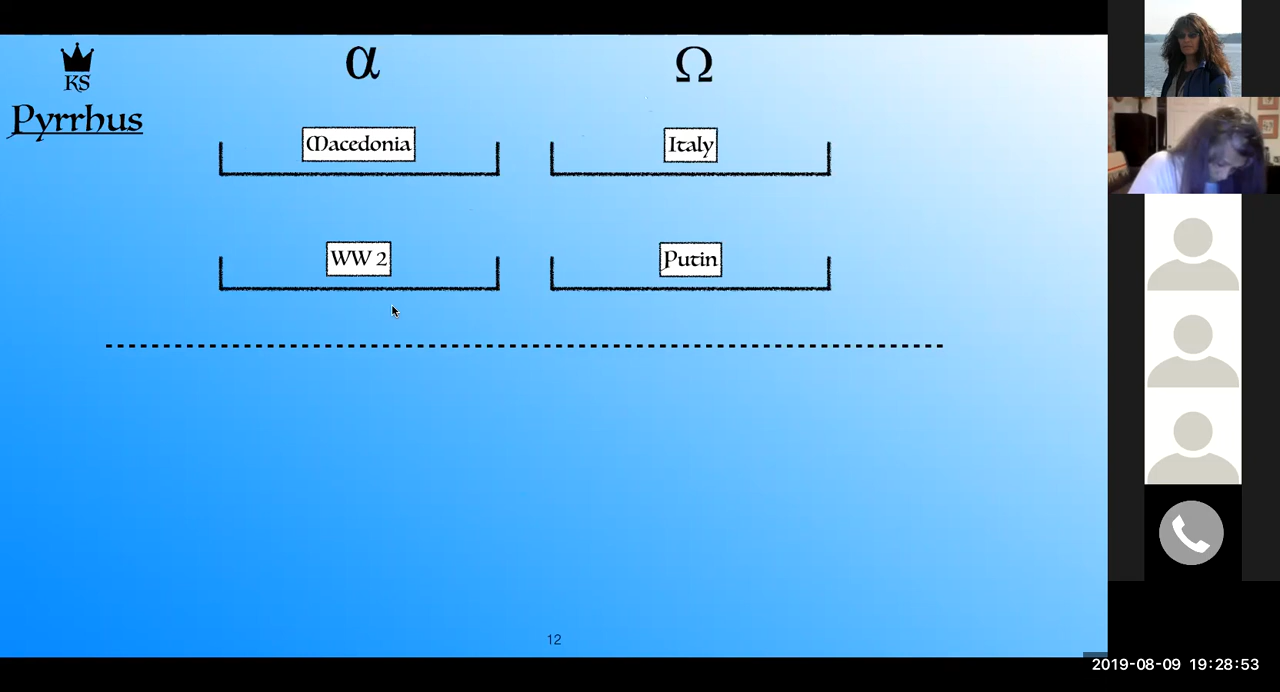 α Ω
KS
Pyrrhus
Macedonia Italy
WW 2 Putin
12
2019-08-09 19:28:53